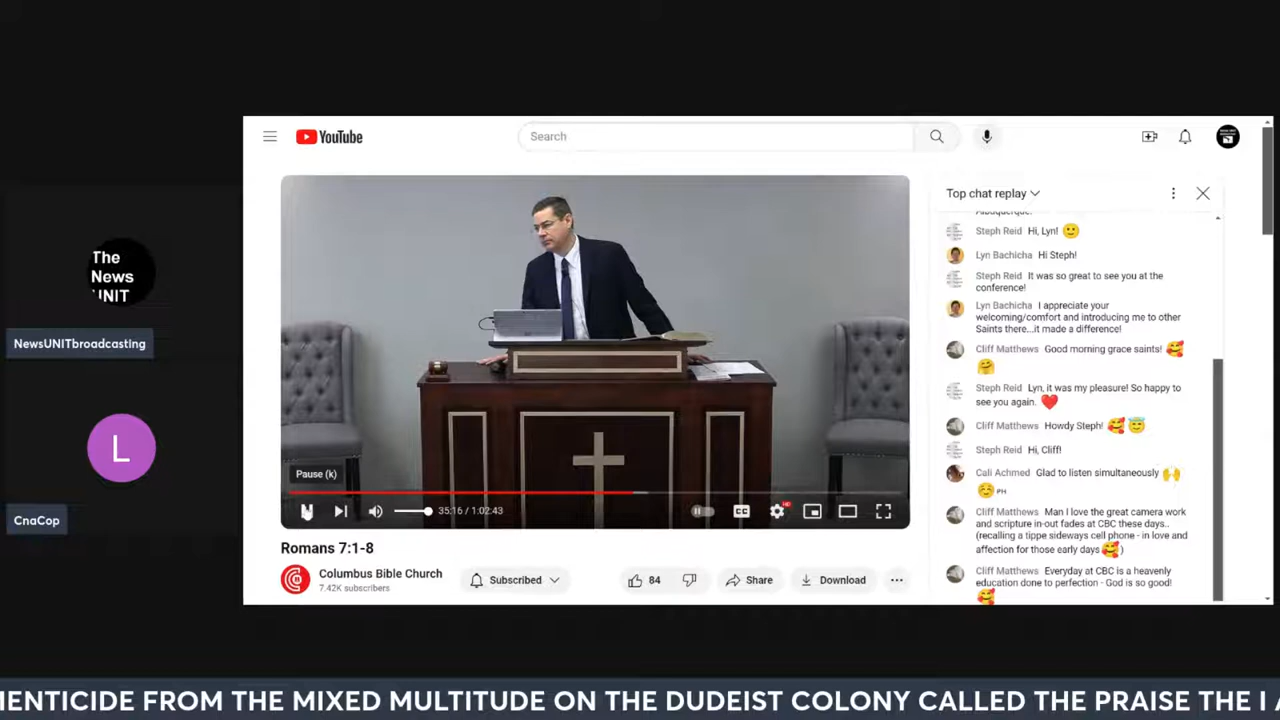 The
News
UNIT
NewsUNITbroadcasting
L
CnaCop
YouTube
Search
Pause (k)
35:16 / 1:02:43
CC
HD
Romans 7:1-8
Columbus Bible Church
7.42K subscribers
Subscribed
84
Share
Download
Top chat replay
Albuquerque.
Steph Reid Hi, Lyn! 🙂
Lyn Bachicha Hi Steph!
Steph Reid It was so great to see you at the
conference!
Lyn Bachicha I appreciate your
welcoming/comfort and introducing me to other
Saints there...it made a difference!
Cliff Matthews Good morning grace saints! 🥰
🤗
Steph Reid Lyn, it was my pleasure! So happy to
see you again. ❤️
Cliff Matthews Howdy Steph! 🥰 😇
Steph Reid Hi, Cliff!
Cali Achmed Glad to listen simultaneously 🙌
☺️ PH
Cliff Matthews Man I love the great camera work
and scripture in-out fades at CBC these days..
(recalling a tippe sideways cell phone - in love and
affection for those early days 🥰 )
Cliff Matthews Everyday at CBC is a heavenly
education done to perfection - God is so good!
🥰
MENTICIDE FROM THE MIXED MULTITUDE ON THE DUDEIST COLONY CALLED THE PRAISE THE I A